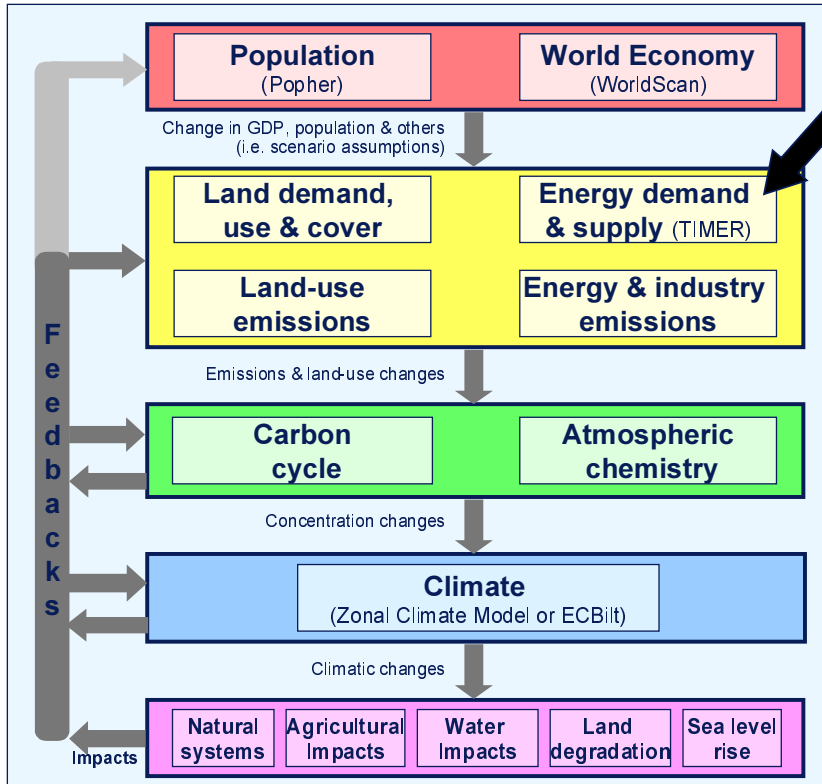 Population
(Popher)
World Economy
(WorldScan)
Change in GDP, population & others
(i.e. scenario assumptions)
Land demand,
use & cover
Energy demand
& supply (TIMER)
Land-use
emissions
Energy & industry
emissions
Emissions & land-use changes
Carbon
cycle
Atmospheric
chemistry
Concentration changes
Climate
(Zonal Climate Model or ECBilt)
Climatic changes
Natural
systems
Agricultural
Impacts
Water
Impacts
Land
degradation
Sea level
rise
Impacts
Feedbacks